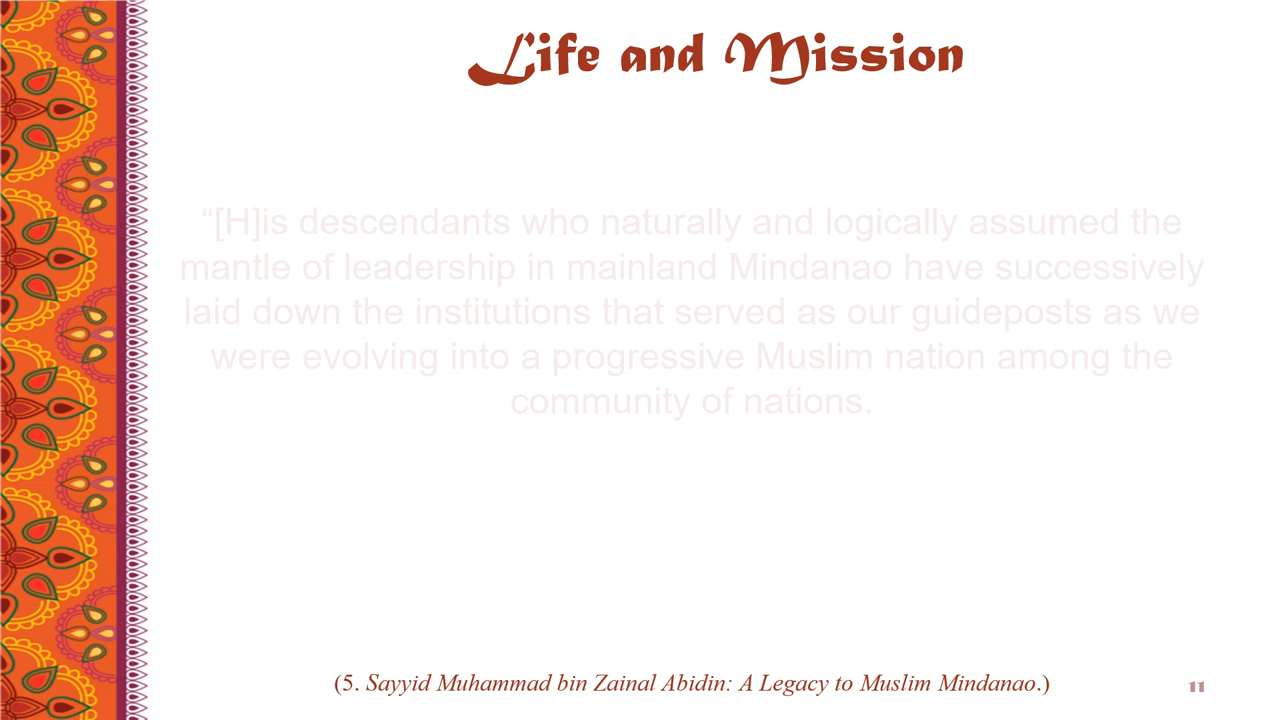 Life and Mission
“[H]is descendants who naturally and logically assumed the
mantle of leadership in mainland Mindanao have successively
laid down the institutions that served as our guideposts as we
were evolving into a progressive Muslim nation among the
community of nations.
(5. Sayyid Muhammad bin Zainal Abidin: A Legacy to Muslim Mindanao.)
11